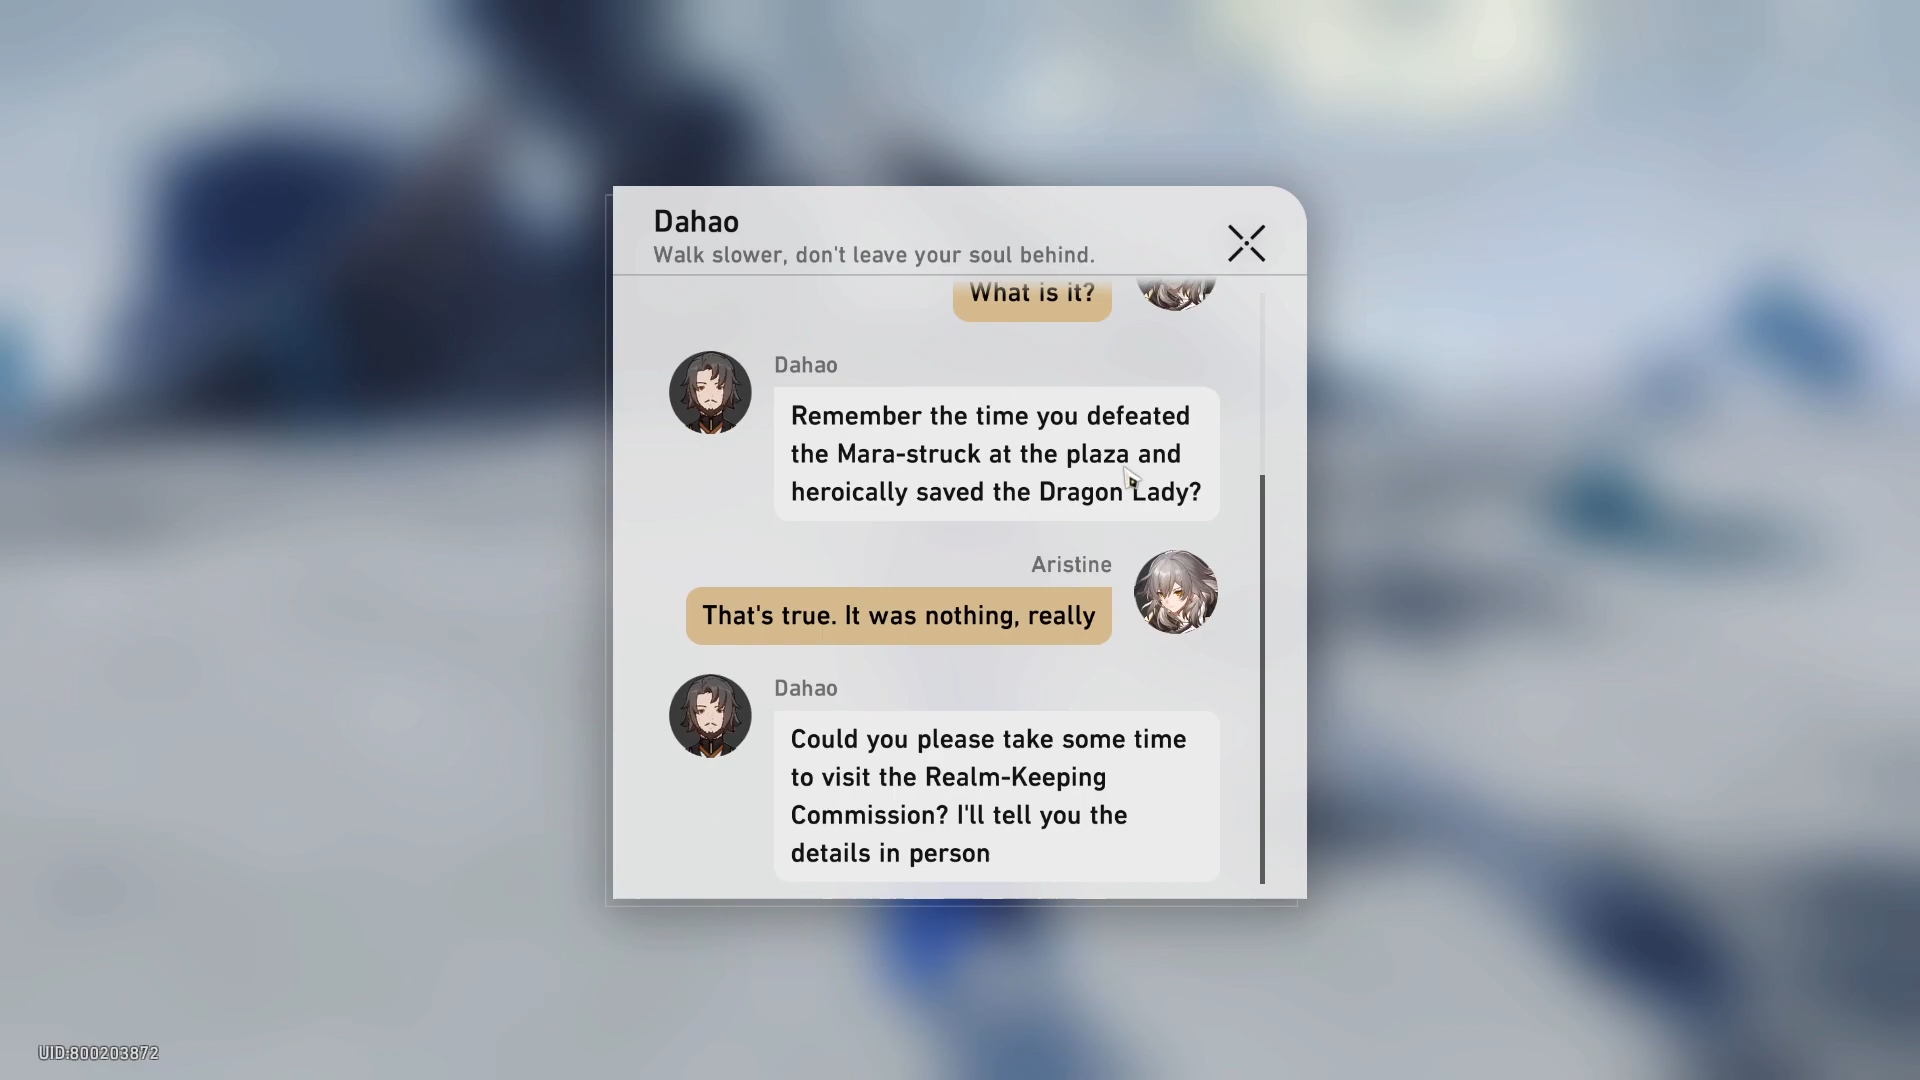 Dahao
Walk slower, don't leave your soul behind.
What is it?
Dahao
Remember the time you defeated
the Mara-struck at the plaza and
heroically saved the Dragon Lady?
Aristine
That's true. It was nothing, really
Dahao
Could you please take some time
to visit the Realm-Keeping
Commission? I'll tell you the
details in person
UID:800203872